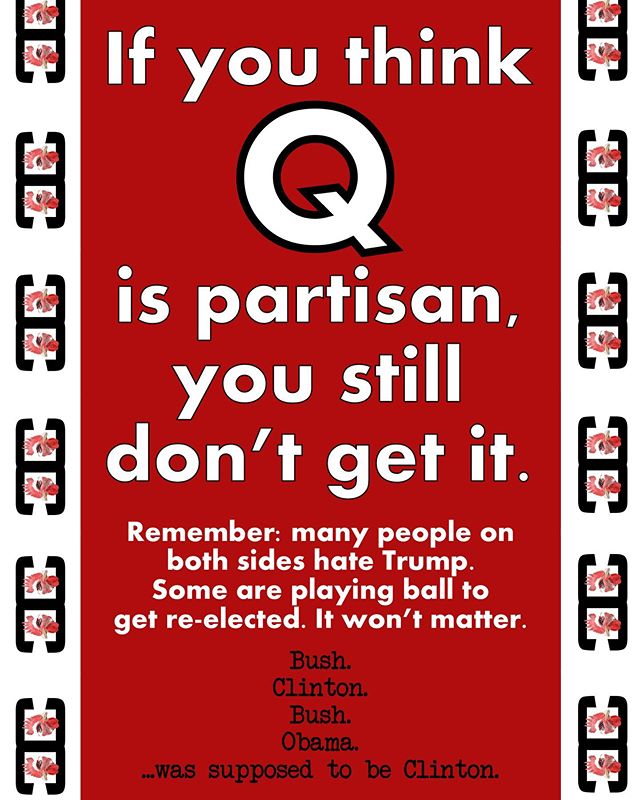 If you think
Q
is partisan,
you still
don't get it.
Remember: many people on
both sides hate Trump.
Some are playing ball to
get re-elected. It won't matter.
Bush.
Clinton.
Bush.
Obama.
...was supposed to be Clinton.